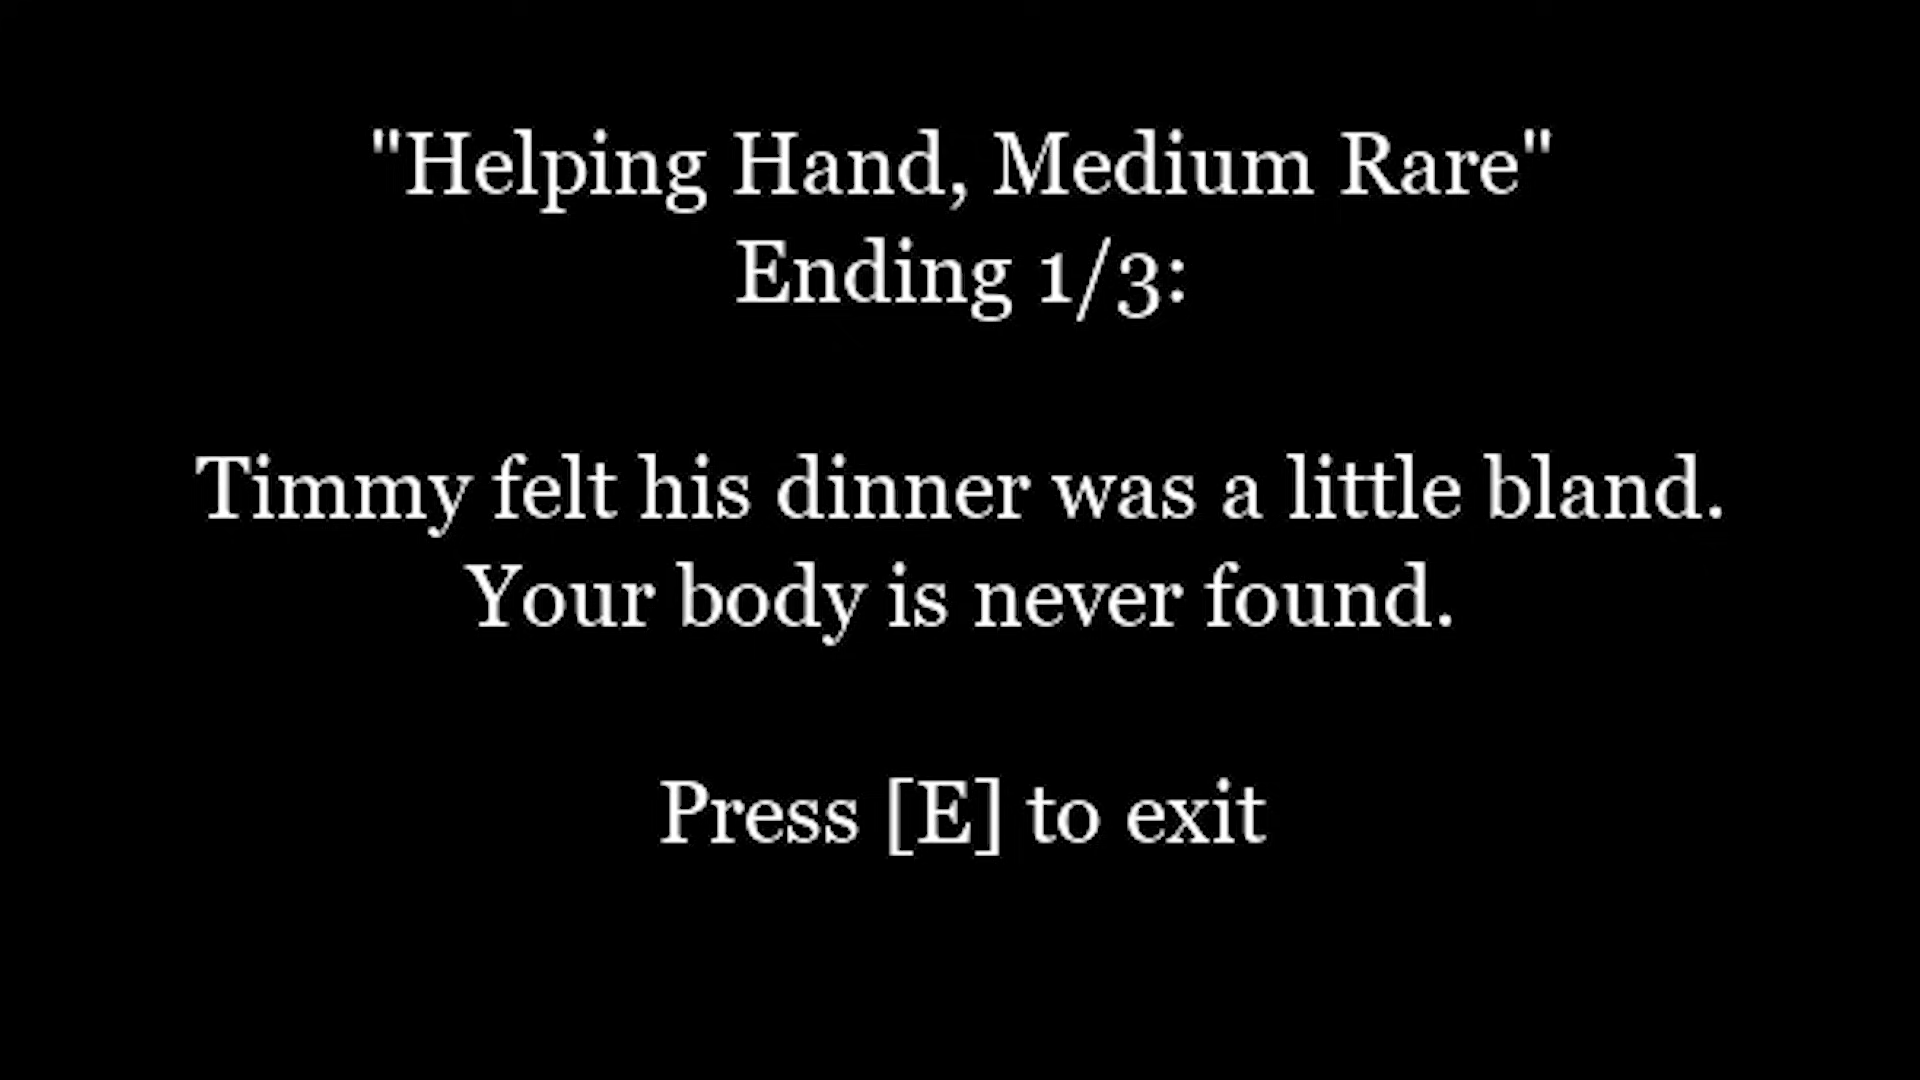 "Helping Hand, Medium Rare"
Ending 1/3:
Timmy felt his dinner was a little bland.
Your body is never found.
Press [E] to exit